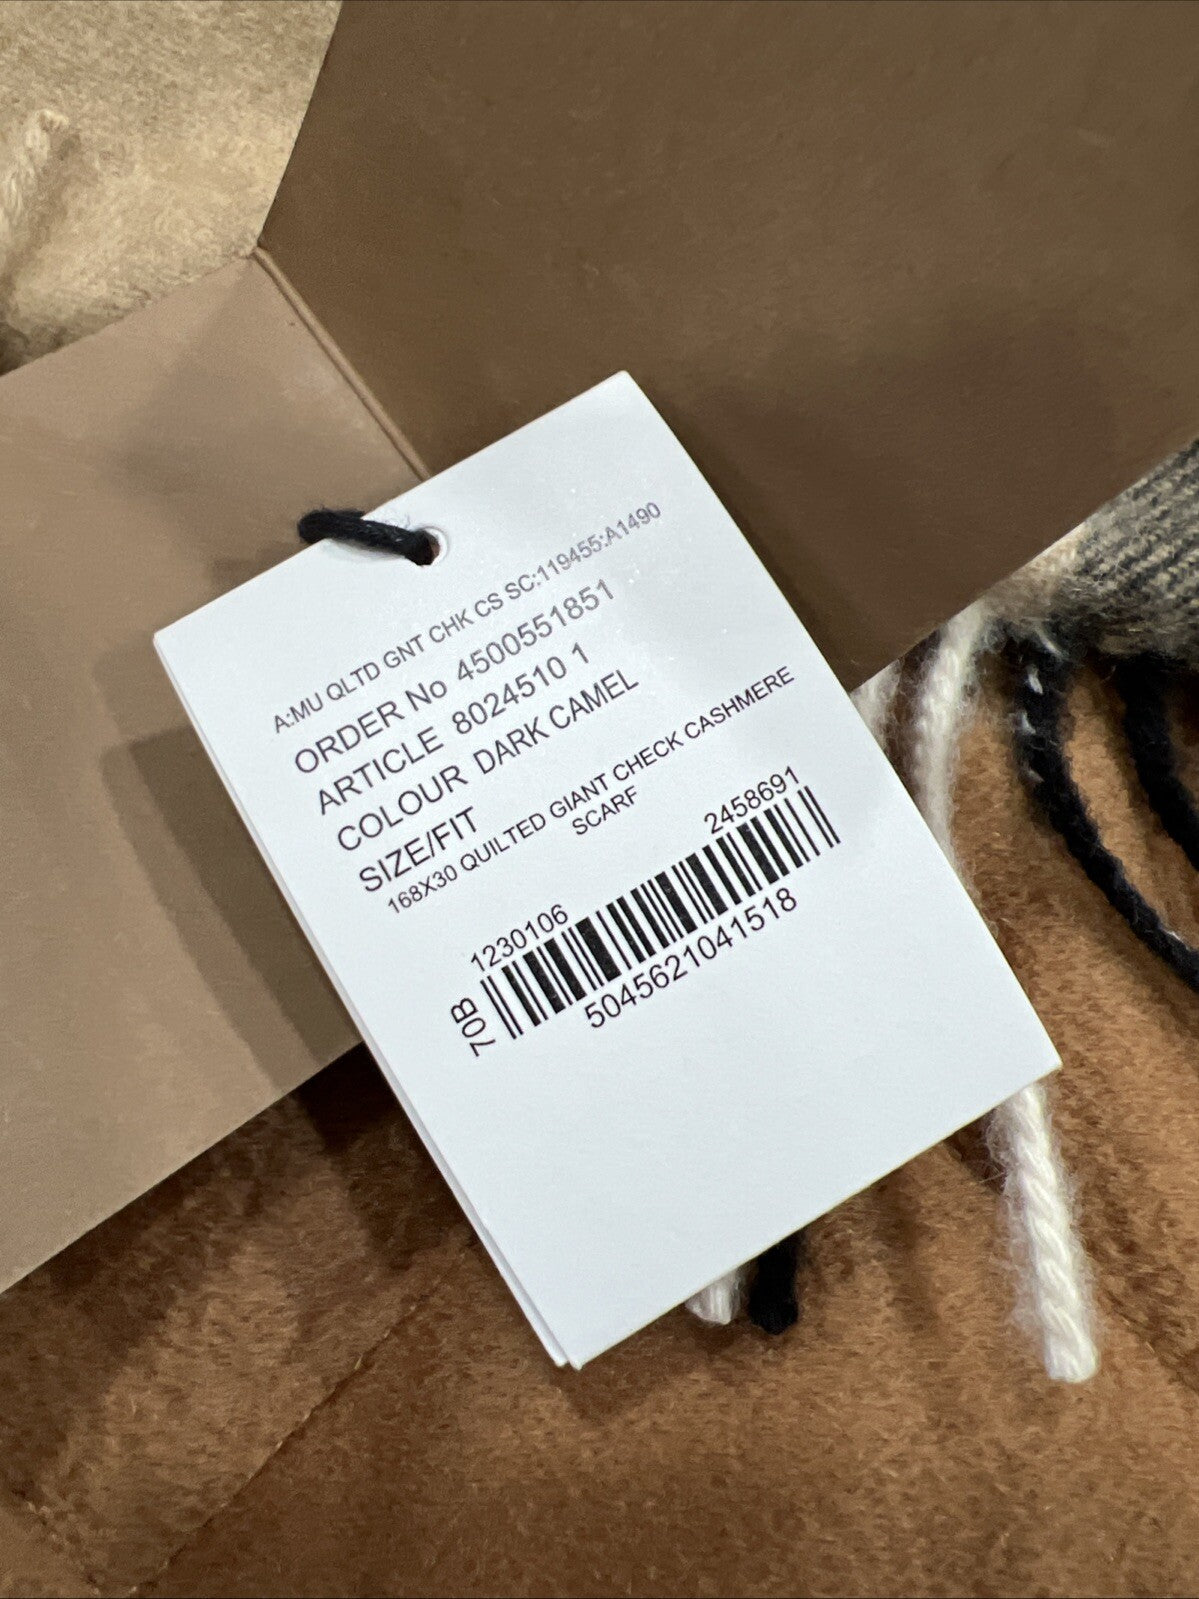 A:MU QLTD GNT CHK CS SC:119455:A1490
ORDER No 4500551851
ARTICLE 8024510 1
COLOUR DARK CAMEL
SIZE/FIT
168X30 QUILTED GIANT CHECK CASHMERE
SCARF
1230106 2458691
70B
5045621041518